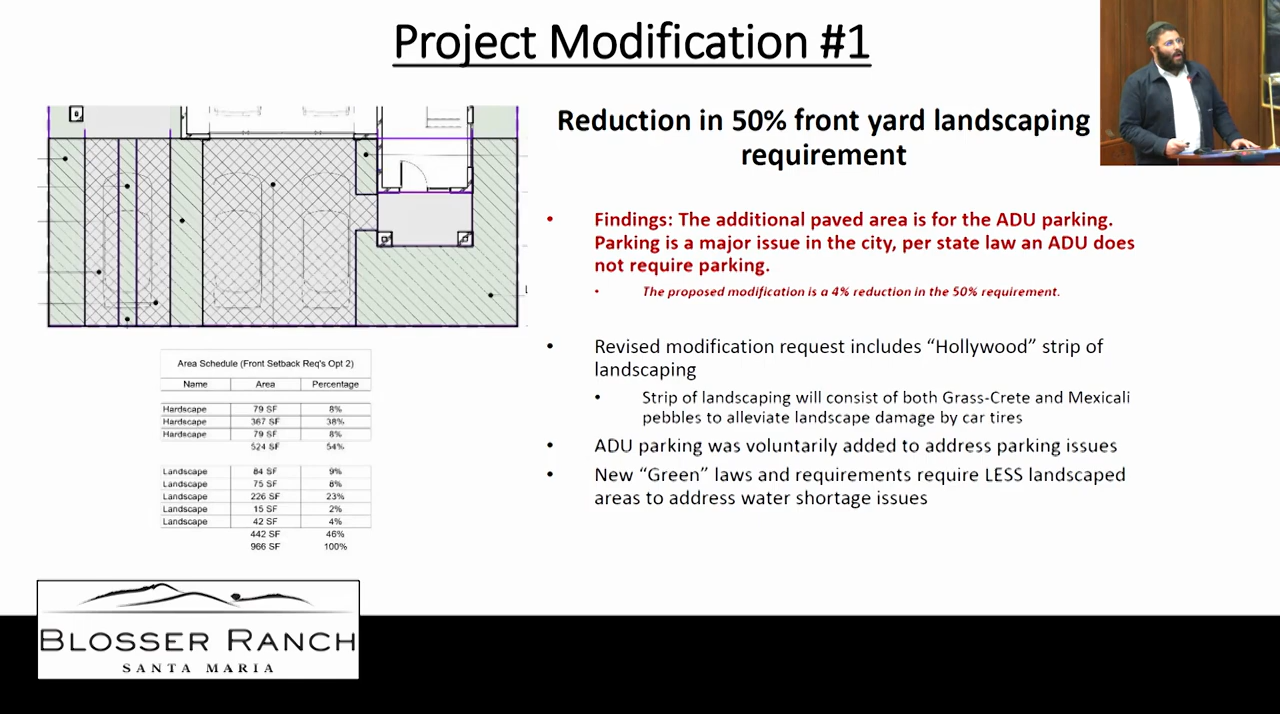 Project Modification #1
Reduction in 50% front yard landscaping
requirement
• Findings: The additional paved area is for the ADU parking.
Parking is a major issue in the city, per state law an ADU does
not require parking.
• The proposed modification is a 4% reduction in the 50% requirement.
• Revised modification request includes “Hollywood” strip of
landscaping
• Strip of landscaping will consist of both Grass-Crete and Mexicali
pebbles to alleviate landscape damage by car tires
• ADU parking was voluntarily added to address parking issues
• New “Green” laws and requirements require LESS landscaped
areas to address water shortage issues
Area Schedule (Front Setback Req's Opt 2)
Name Area Percentage
Hardscape 79 SF 8%
Hardscape 367 SF 38%
Hardscape 79 SF 8%
524 SF 54%
Landscape 84 SF 9%
Landscape 75 SF 8%
Landscape 226 SF 23%
Landscape 15 SF 2%
Landscape 42 SF 4%
442 SF 46%
966 SF 100%
BLOSSER RANCH
SANTA MARIA